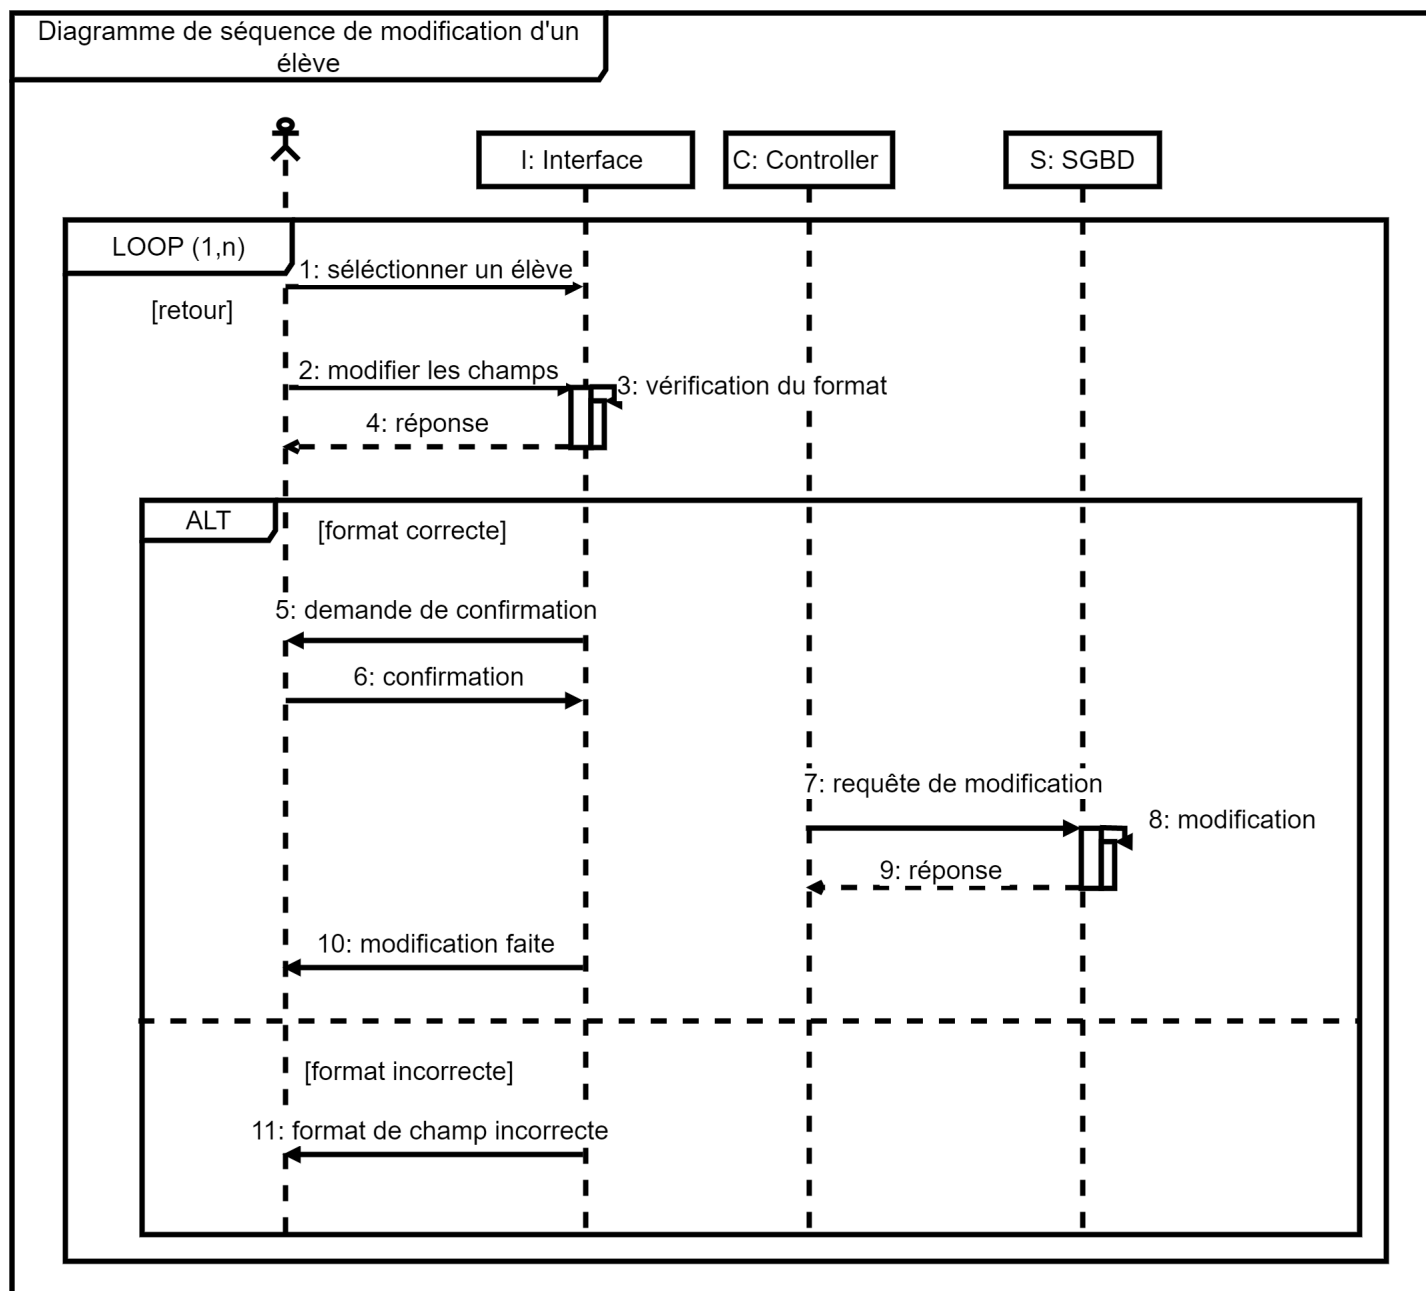 Diagramme de séquence de modification d'un
élève
I: Interface
C: Controller
S: SGBD
LOOP (1,n)
1: séléctionner un élève
[retour]
2: modifier les champs
3: vérification du format
4: réponse
ALT
[format correcte]
5: demande de confirmation
6: confirmation
7: requête de modification
8: modification
9: réponse
10: modification faite
[format incorrecte]
11: format de champ incorrecte